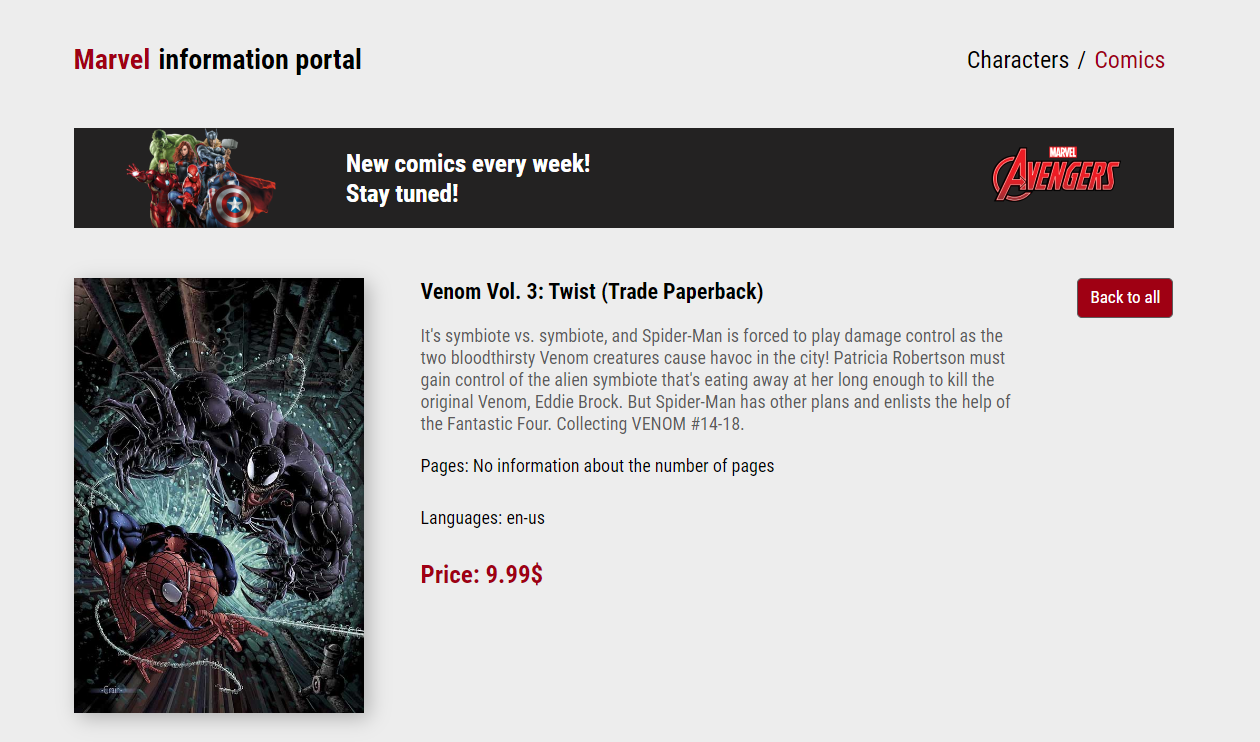 Marvel information portal
Characters / Comics
New comics every week!
Stay tuned!
MARVEL
AVENGERS
Venom Vol. 3: Twist (Trade Paperback)
Back to all
It's symbiote vs. symbiote, and Spider-Man is forced to play damage control as the
two bloodthirsty Venom creatures cause havoc in the city! Patricia Robertson must
gain control of the alien symbiote that's eating away at her long enough to kill the
original Venom, Eddie Brock. But Spider-Man has other plans and enlists the help of
the Fantastic Four. Collecting VENOM #14-18.
Pages: No information about the number of pages
Languages: en-us
Price: 9.99$